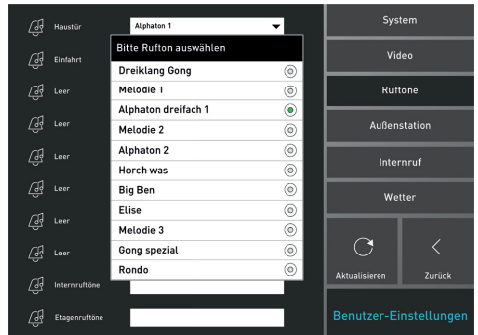 Haustür
Alphaton 1
Einfahrt
Leer
Leer
Leer
Leer
Leer
Leer
Internruftöne
Etagenruftöne
Bitte Rufton auswählen
Dreiklang Gong
Melodie 1
Alphaton dreifach 1
Melodie 2
Alphaton 2
Horch was
Big Ben
Elise
Melodie 3
Gong spezial
Rondo
System
Video
Ruftöne
Außenstation
Internruf
Wetter
Aktualisieren
Zurück
Benutzer-Einstellungen